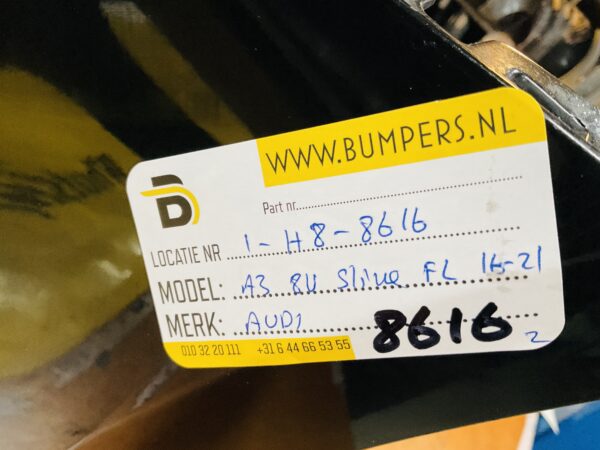 WWW.BUMPERS.NL
B
Part nr.
LOCATIE NR 1-H8-8616
MODEL: A3 8V Sline FL 16-21
MERK: AUDI
8616
2
010 32 20 111 +31 6 44 66 53 55